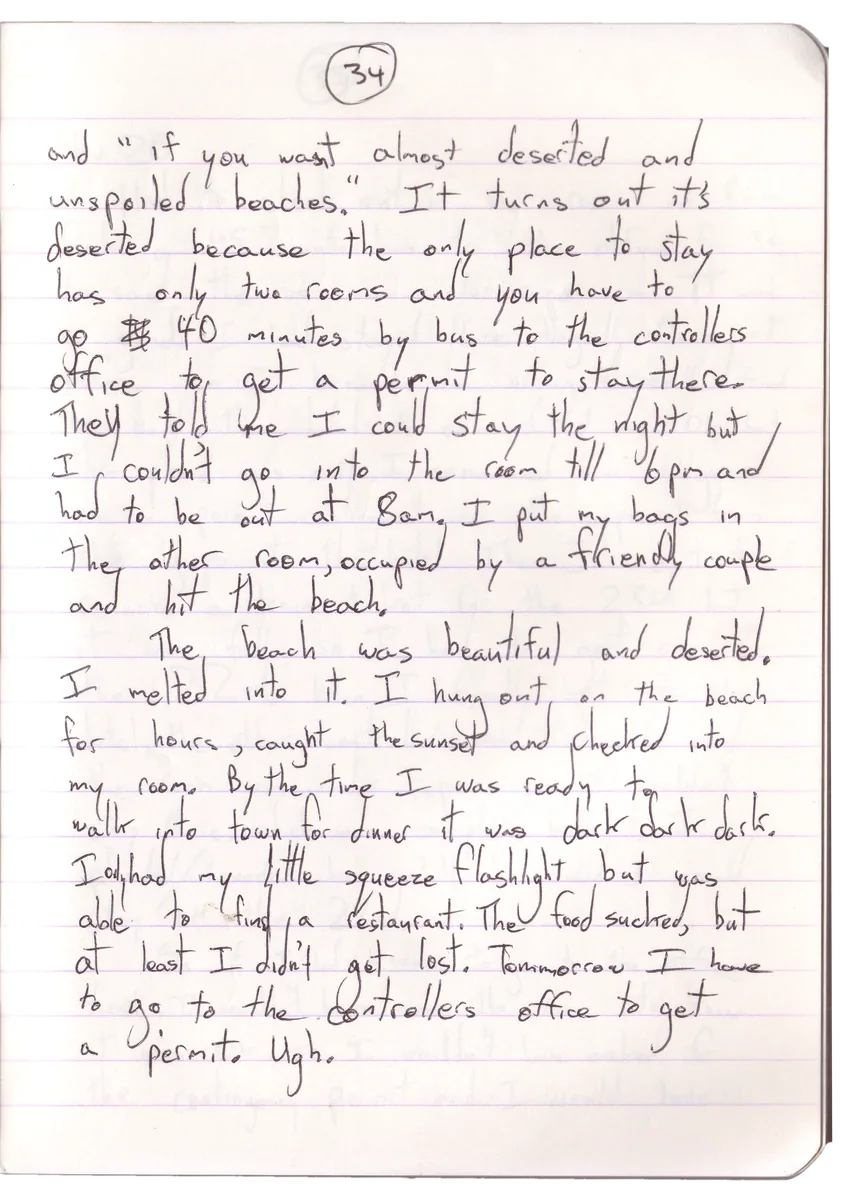 34
and "if you want almost deserted and
unspoiled beaches." It turns out it's
deserted because the only place to stay
has only two rooms and you have to
go 40 minutes by bus to the controllers
office to get a permit to stay there.
They told me I could stay the night but
I couldn't go into the room till 6pm and
had to be out at 8am. I put my bags in
the other room, occupied by a friendly couple
and hit the beach.
The beach was beautiful and deserted.
I melted into it. I hung out on the beach
for hours, caught the sunset and checked into
my room. By the time I was ready to
walk into town for dinner it was dark dark dark.
I only had my little squeeze flashlight but was
able to find a restaurant. The food sucked, but
at least I didn't get lost. Tommorrow I have
to go to the controllers office to get
a permit. Ugh.